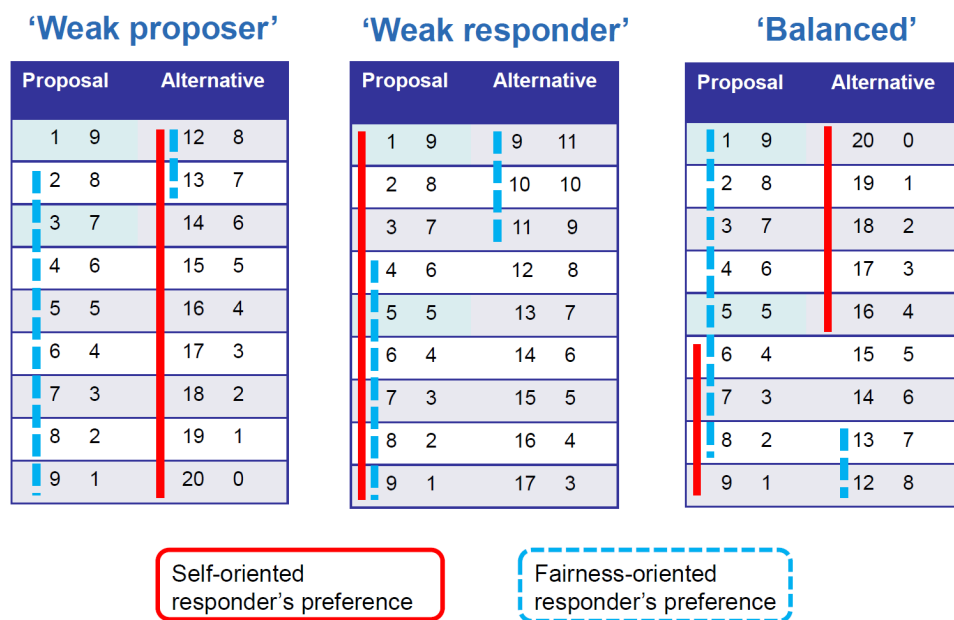 ‘Weak proposer’ ‘Weak responder’ ‘Balanced’
Proposal Alternative Proposal Alternative Proposal Alternative
1 9 12 8 1 9 9 11 1 9 20 0
2 8 13 7 2 8 10 10 2 8 19 1
3 7 14 6 3 7 11 9 3 7 18 2
4 6 15 5 4 6 12 8 4 6 17 3
5 5 16 4 5 5 13 7 5 5 16 4
6 4 17 3 6 4 14 6 6 4 15 5
7 3 18 2 7 3 15 5 7 3 14 6
8 2 19 1 8 2 16 4 8 2 13 7
9 1 20 0 9 1 17 3 9 1 12 8
Self-oriented
responder’s preference
Fairness-oriented
responder’s preference